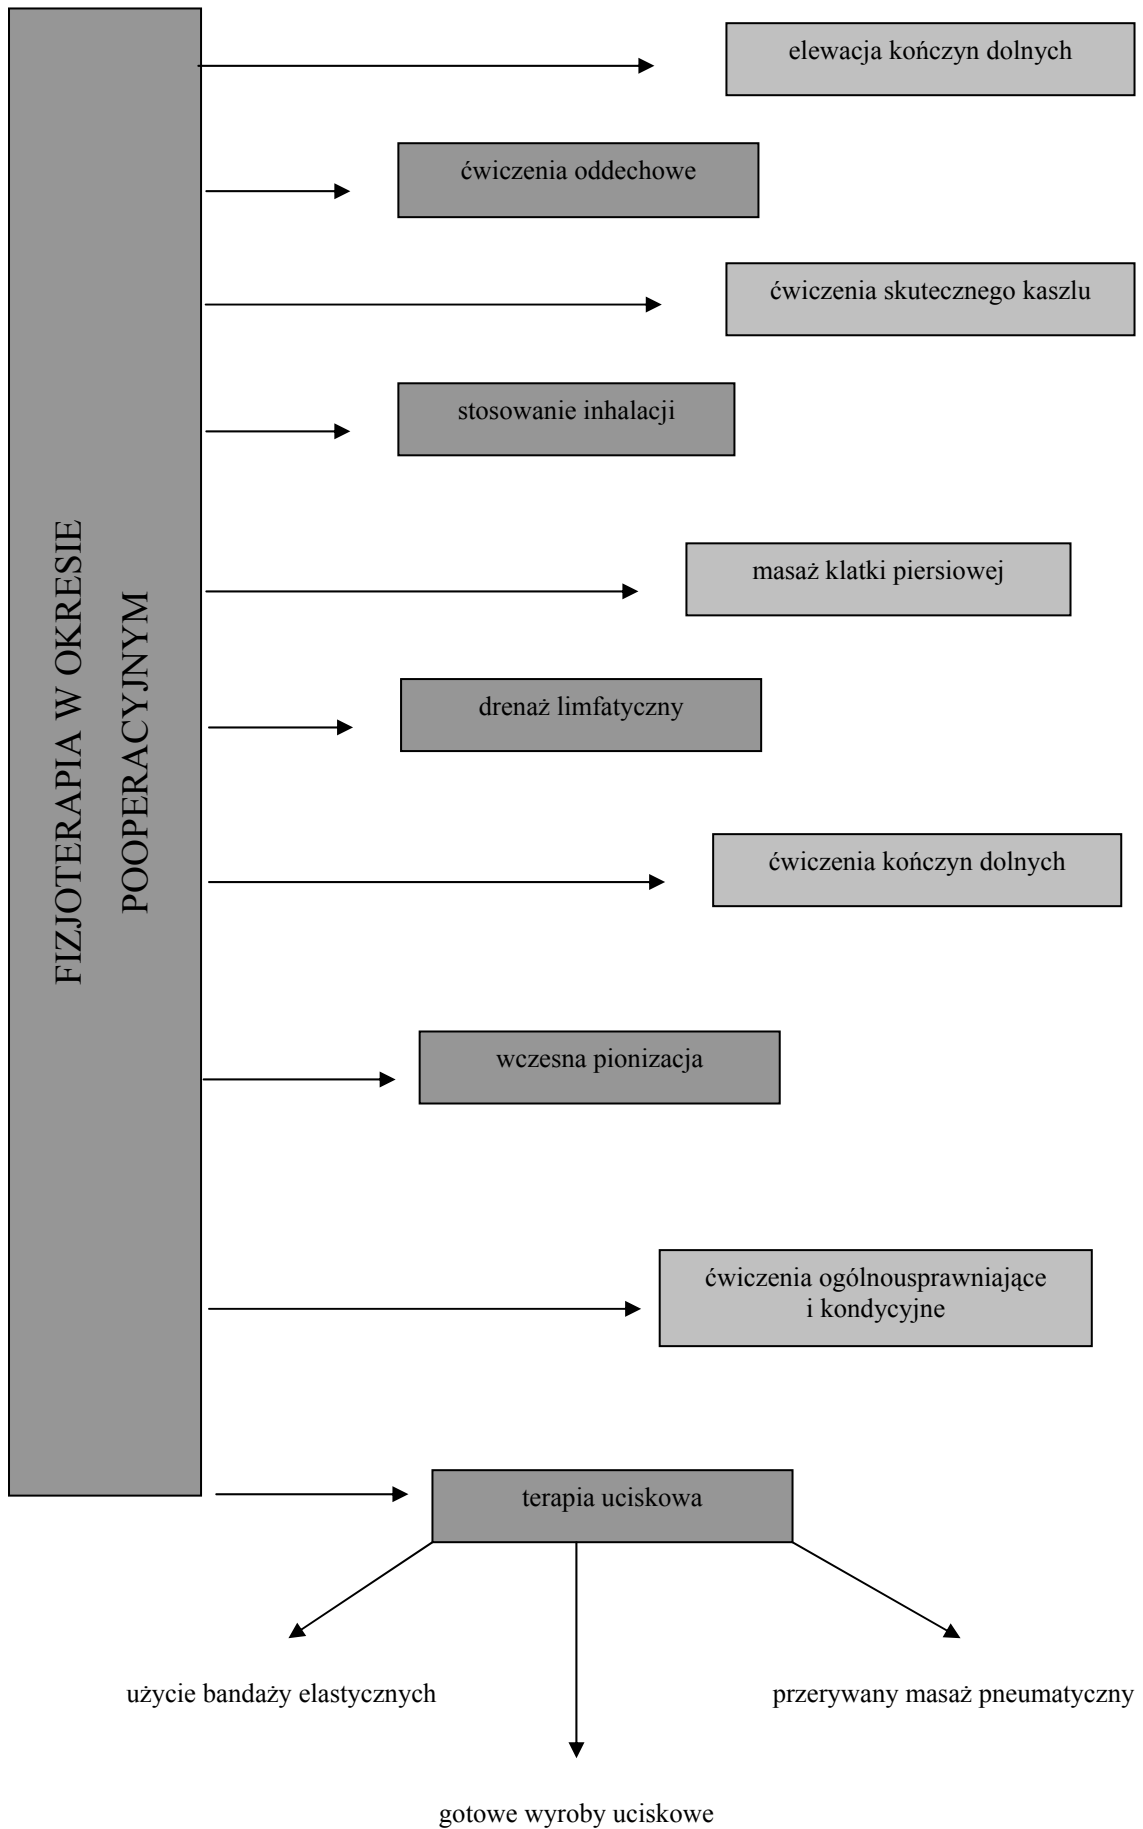 FIZJOTERAPIA W OKRESIE
POOPERACYJNYM
elewacja kończyn dolnych
ćwiczenia oddechowe
ćwiczenia skutecznego kaszlu
stosowanie inhalacji
masaż klatki piersiowej
drenaż limfatyczny
ćwiczenia kończyn dolnych
wczesna pionizacja
ćwiczenia ogólnousprawniające
i kondycyjne
terapia uciskowa
użycie bandaży elastycznych
przerywany masaż pneumatyczny
gotowe wyroby uciskowe